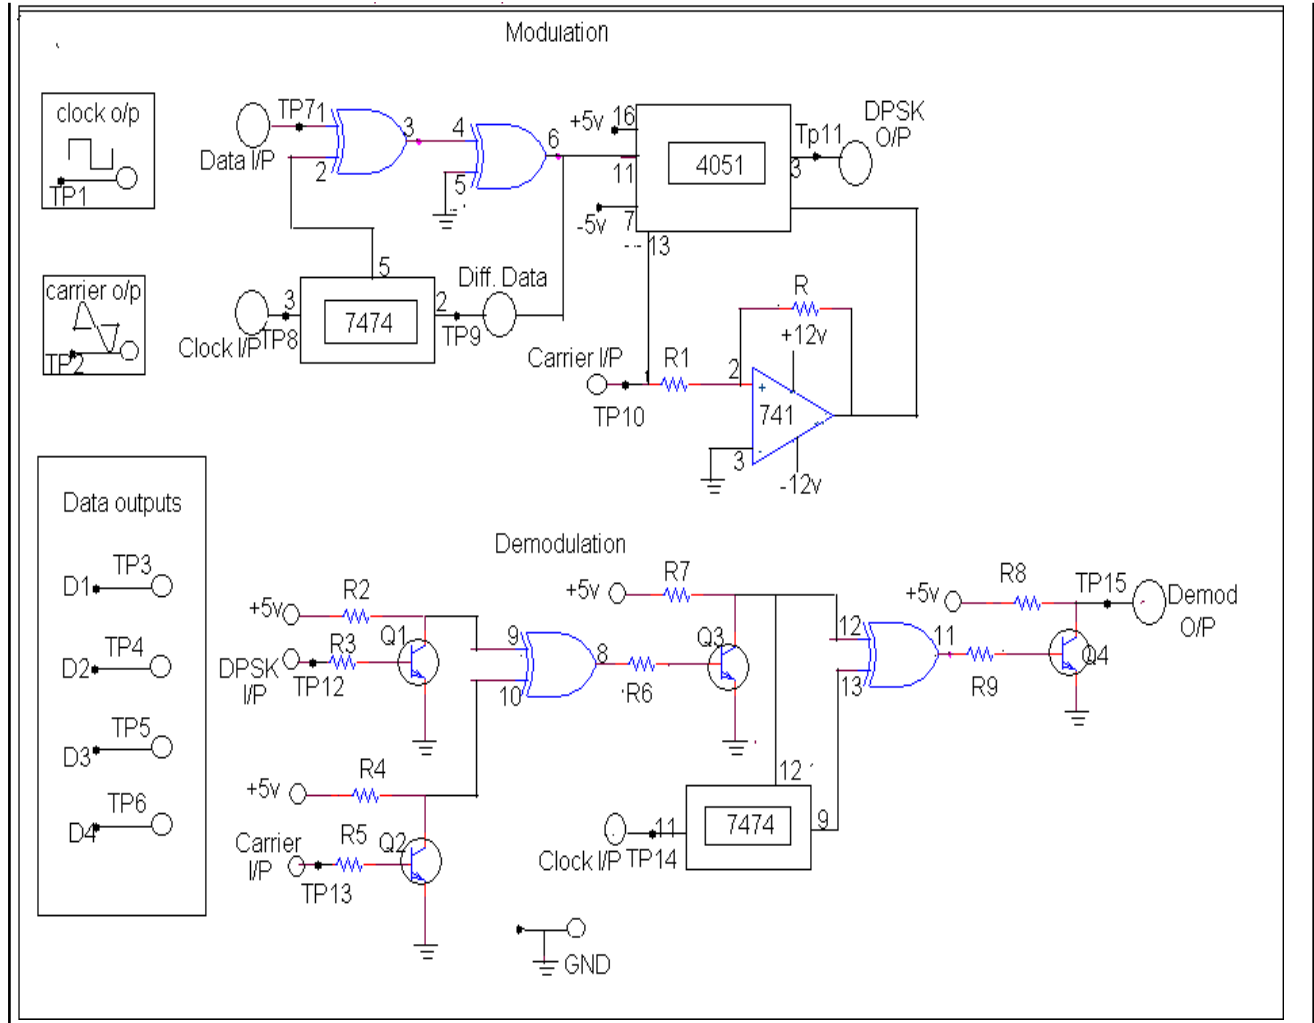 Modulation
clock o/p
TP1
Data I/P
TP7
1
2
3
4
5
6
+5v
16
11
-5v
7
13
4051
3
Tp11
DPSK
O/P
carrier o/p
TP2
Clock I/P
TP8
3
5
7474
2
TP9
Diff. Data
Carrier I/P
TP10
1
R1
R
2
+12v
+
741
-
3
-12v
Data outputs
D1
TP3
D2
TP4
D3
TP5
D4
TP6
Demodulation
+5v
R2
DPSK
I/P
TP12
R3
Q1
9
10
8
R6
+5v
R7
Q3
12
13
11
R9
+5v
R8
TP15
Q4
Demod
O/P
+5v
R4
Carrier
I/P
TP13
R5
Q2
Clock I/P
TP14
11
12
7474
9
GND